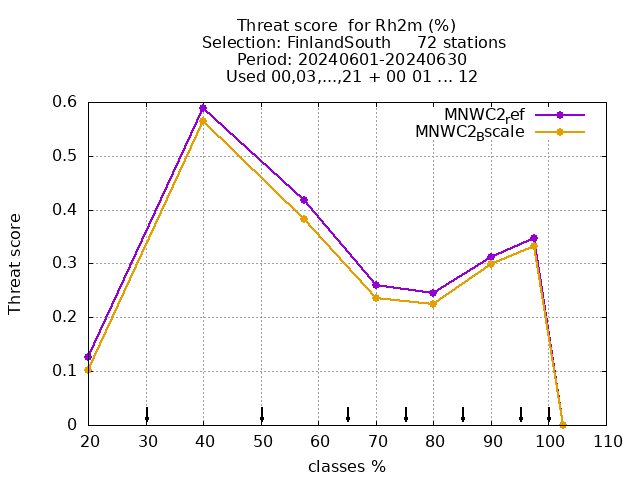 Threat score  for Rh2m (%)
Selection: FinlandSouth     72 stations
Period: 20240601-20240630
Used 00,03,...,21 + 00 01 ... 12
MNWC2ref
MNWC2Bscale
Threat score
0.6
0.5
0.4
0.3
0.2
0.1
0
20 30 40 50 60 70 80 90 100 110
classes %